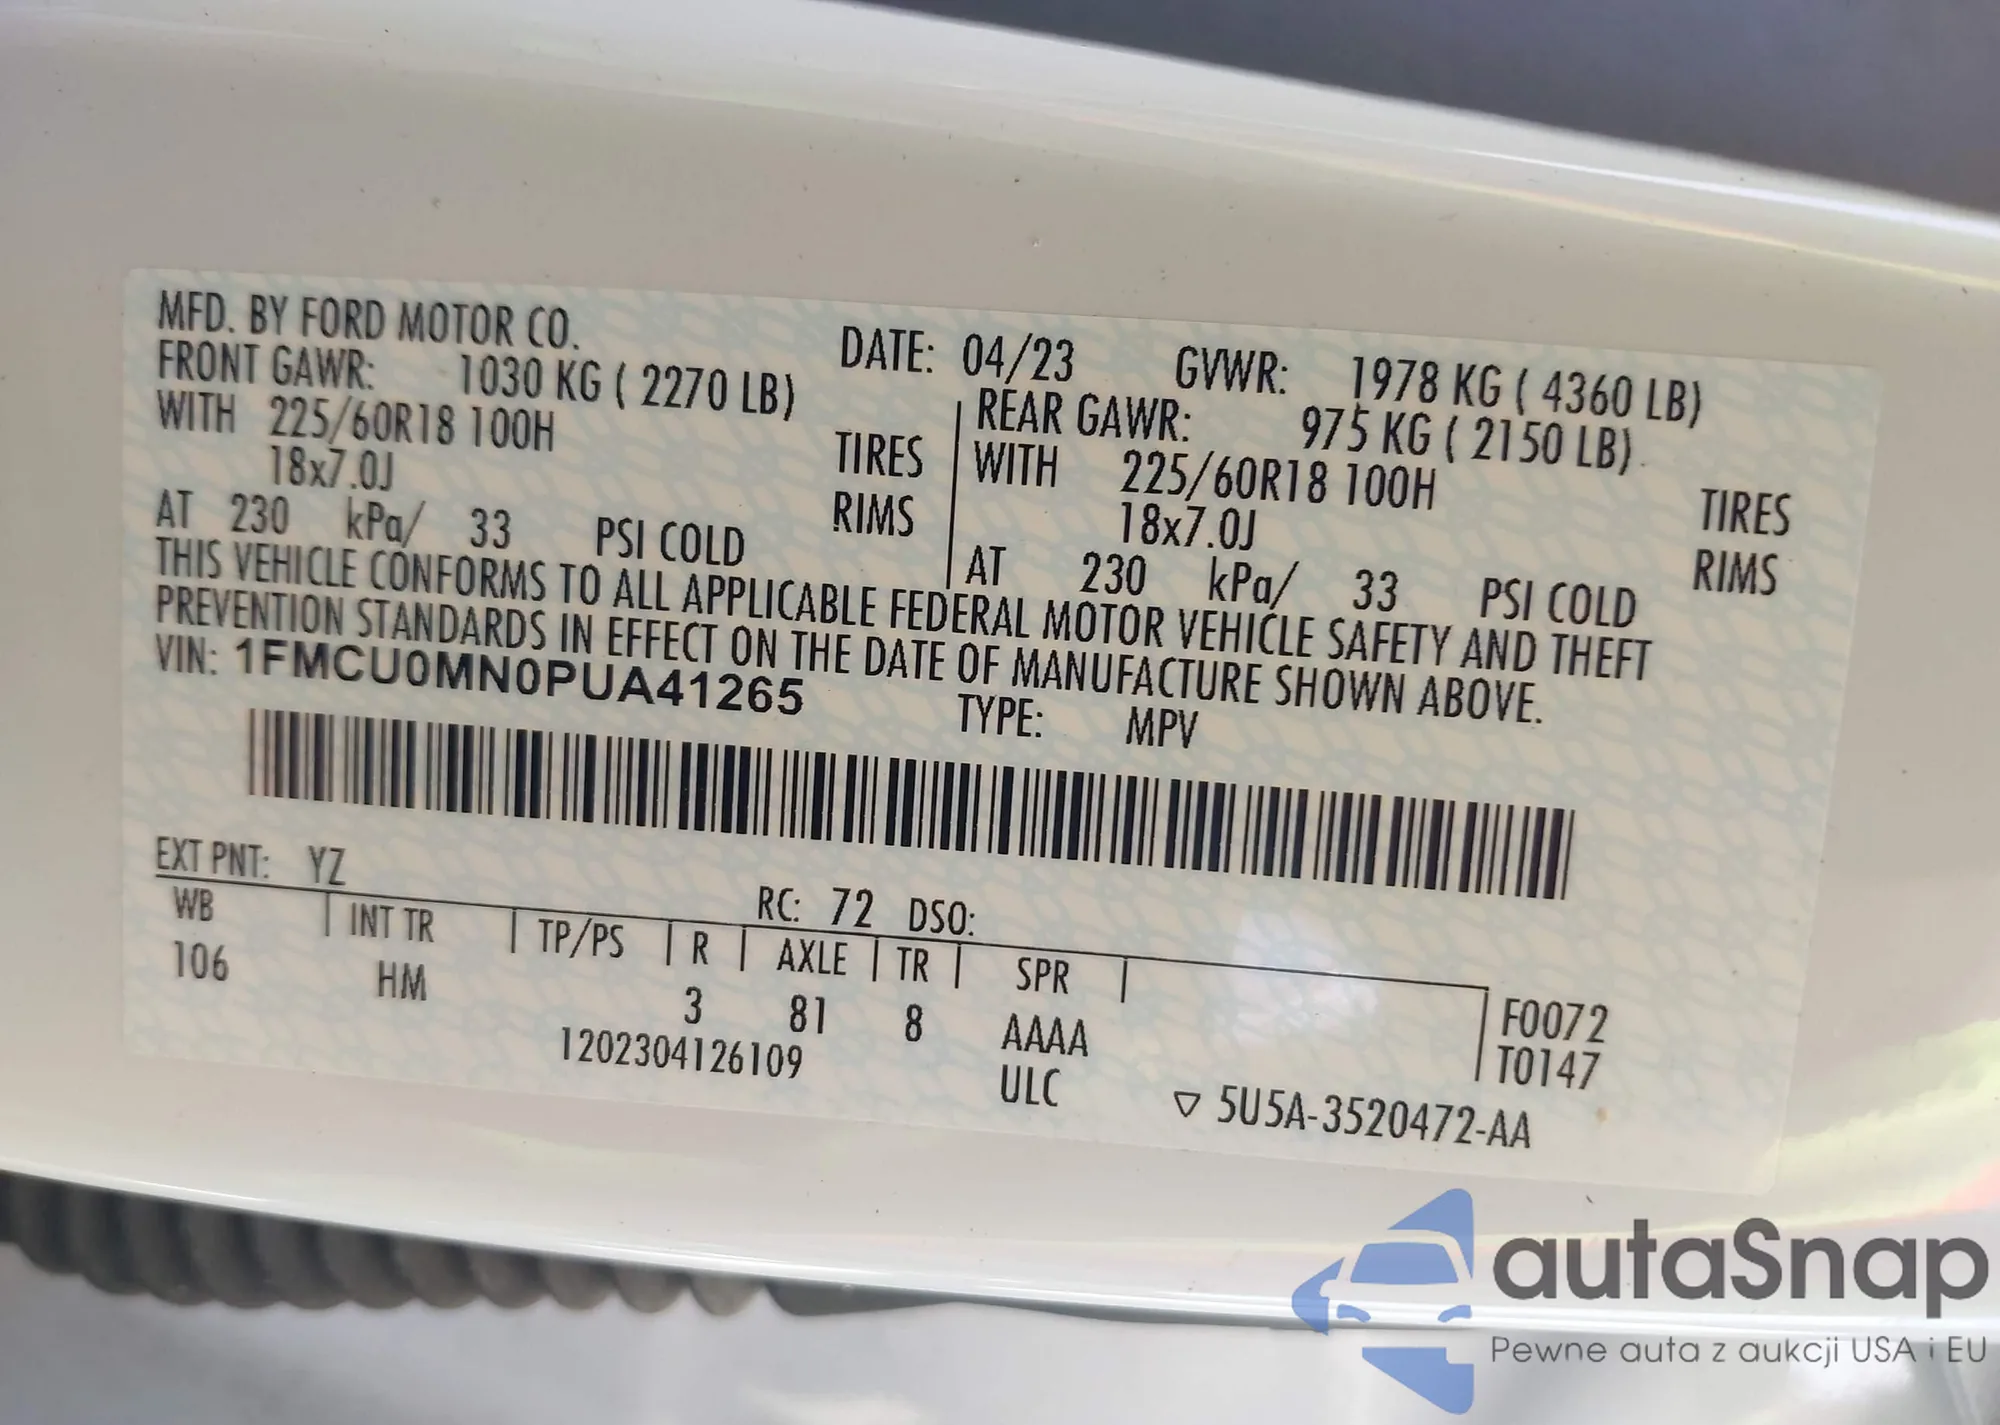 MFD. BY FORD MOTOR CO. DATE: 04/23 GVWR: 1978 KG ( 4360 LB)
FRONT GAWR: 1030 KG ( 2270 LB) REAR GAWR: 975 KG ( 2150 LB)
WITH 225/60R18 100H TIRES WITH 225/60R18 100H TIRES
18x7.0J RIMS 18x7.0J RIMS
AT 230 kPa/ 33 PSI COLD AT 230 kPa/ 33 PSI COLD
THIS VEHICLE CONFORMS TO ALL APPLICABLE FEDERAL MOTOR VEHICLE SAFETY AND THEFT
PREVENTION STANDARDS IN EFFECT ON THE DATE OF MANUFACTURE SHOWN ABOVE.
VIN: 1FMCU0MN0PUA41265 TYPE: MPV
EXT PNT: YZ RC: 72 DSO:
WB INT TR TP/PS R AXLE TR SPR
106 HM 3 81 8 AAAA F0072
1202304126109 ULC T0147
▽ 5U5A-3520472-AA
autaSnap
Pewne auta z aukcji USA i EU